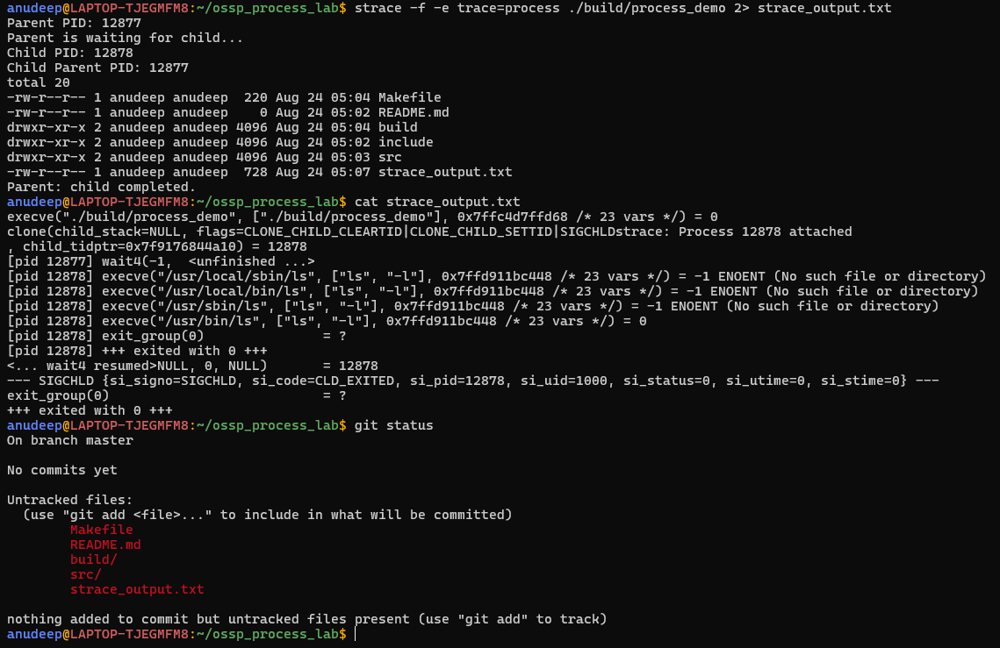 anudeep@LAPTOP-TJEGMFM8:~/ossp_process_lab$ strace -f -e trace=process ./build/process_demo 2> strace_output.txt
Parent PID: 12877
Parent is waiting for child...
Child PID: 12878
Child Parent PID: 12877
total 20
-rw-r--r-- 1 anudeep anudeep  220 Aug 24 05:04 Makefile
-rw-r--r-- 1 anudeep anudeep    0 Aug 24 05:02 README.md
drwxr-xr-x 2 anudeep anudeep 4096 Aug 24 05:04 build
drwxr-xr-x 2 anudeep anudeep 4096 Aug 24 05:02 include
drwxr-xr-x 2 anudeep anudeep 4096 Aug 24 05:03 src
-rw-r--r-- 1 anudeep anudeep  728 Aug 24 05:07 strace_output.txt
Parent: child completed.
anudeep@LAPTOP-TJEGMFM8:~/ossp_process_lab$ cat strace_output.txt
execve("./build/process_demo", ["./build/process_demo"], 0x7ffc4d7ffd68 /* 23 vars */) = 0
clone(child_stack=NULL, flags=CLONE_CHILD_CLEARTID|CLONE_CHILD_SETTID|SIGCHLDstrace: Process 12878 attached
, child_tidptr=0x7f9176844a10) = 12878
[pid 12877] wait4(-1,  <unfinished ...>
[pid 12878] execve("/usr/local/sbin/ls", ["ls", "-l"], 0x7ffd911bc448 /* 23 vars */) = -1 ENOENT (No such file or directory)
[pid 12878] execve("/usr/local/bin/ls", ["ls", "-l"], 0x7ffd911bc448 /* 23 vars */) = -1 ENOENT (No such file or directory)
[pid 12878] execve("/usr/sbin/ls", ["ls", "-l"], 0x7ffd911bc448 /* 23 vars */) = -1 ENOENT (No such file or directory)
[pid 12878] execve("/usr/bin/ls", ["ls", "-l"], 0x7ffd911bc448 /* 23 vars */) = 0
[pid 12878] exit_group(0)               = ?
[pid 12878] +++ exited with 0 +++
<... wait4 resumed>NULL, 0, NULL)       = 12878
--- SIGCHLD {si_signo=SIGCHLD, si_code=CLD_EXITED, si_pid=12878, si_uid=1000, si_status=0, si_utime=0, si_stime=0} ---
exit_group(0)                           = ?
+++ exited with 0 +++
anudeep@LAPTOP-TJEGMFM8:~/ossp_process_lab$ git status
On branch master
No commits yet
Untracked files:
  (use "git add <file>..." to include in what will be committed)
        Makefile
        README.md
        build/
        src/
        strace_output.txt
nothing added to commit but untracked files present (use "git add" to track)
anudeep@LAPTOP-TJEGMFM8:~/ossp_process_lab$